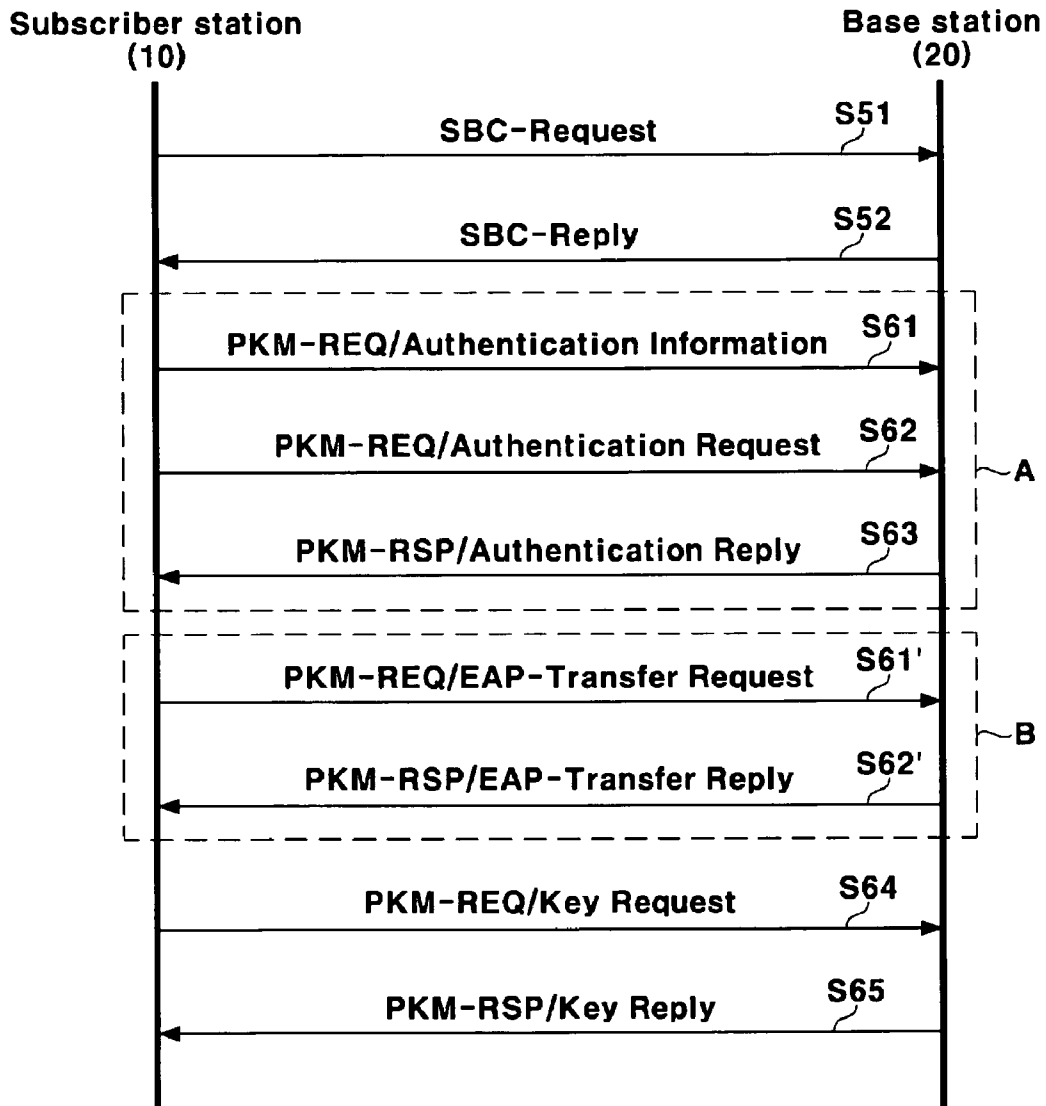 Subscriber station
(10)
Base station
(20)
SBC-Request
S51
SBC-Reply
S52
PKM-REQ/Authentication Information
S61
PKM-REQ/Authentication Request
S62
A
PKM-RSP/Authentication Reply
S63
PKM-REQ/EAP-Transfer Request
S61'
B
PKM-RSP/EAP-Transfer Reply
S62'
PKM-REQ/Key Request
S64
PKM-RSP/Key Reply
S65